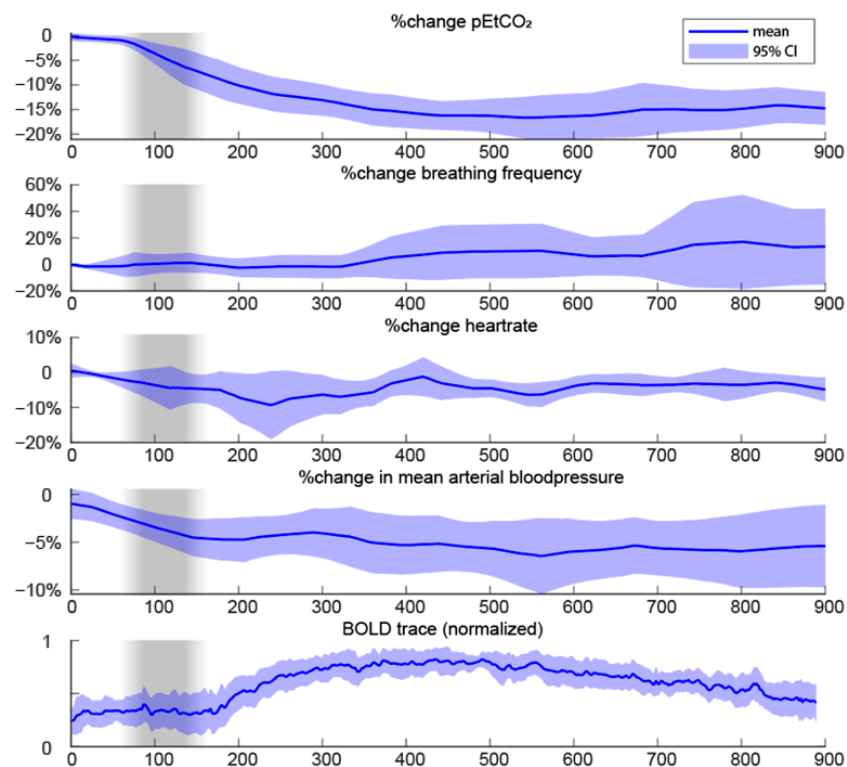 %change pEtCO₂
mean
95% CI
0
−5%
−10%
−15%
−20%
0 100 200 300 400 500 600 700 800 900
%change breathing frequency
60%
40%
20%
0
−20%
0 100 200 300 400 500 600 700 800 900
%change heartrate
10%
0
−10%
−20%
0 100 200 300 400 500 600 700 800 900
%change in mean arterial bloodpressure
0
−5%
−10%
0 100 200 300 400 500 600 700 800 900
BOLD trace (normalized)
1
0
0 100 200 300 400 500 600 700 800 900